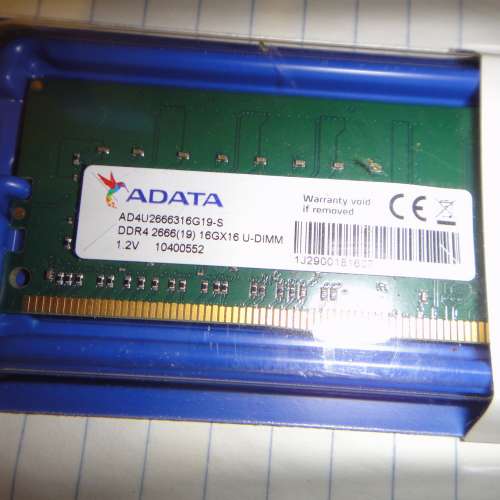 ADATA
AD4U2666316G19-S
DDR4 2666(19) 16GX16 U-DIMM
1.2V 10400552
Warranty void
if removed
CE